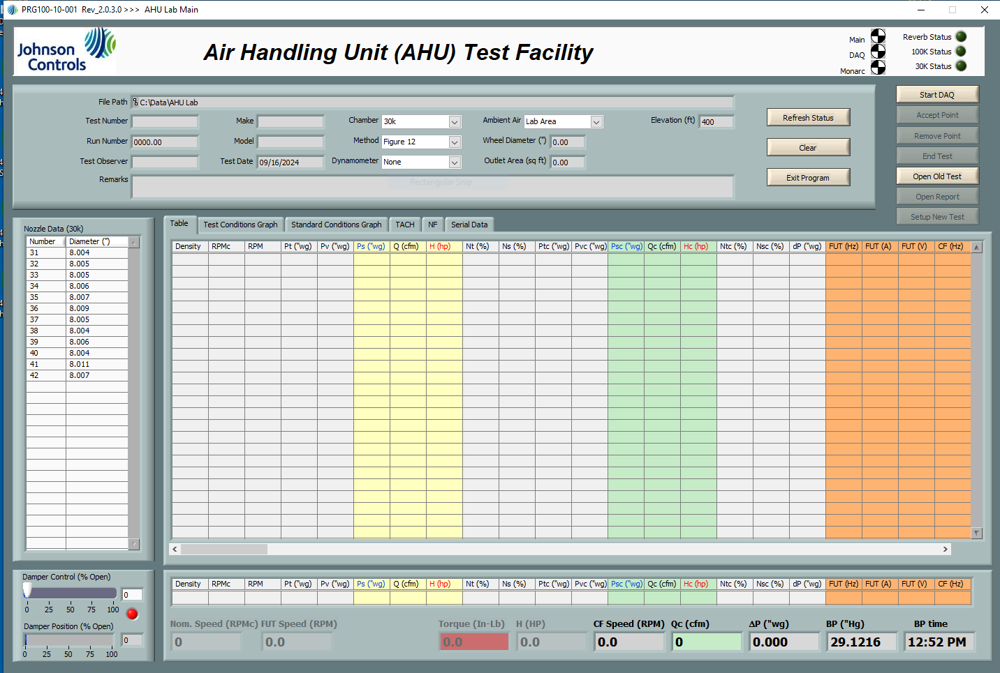 PRG100-10-001 Rev_2.0.3.0 >>> AHU Lab Main
Johnson
Controls
Air Handling Unit (AHU) Test Facility
Main
DAQ
Monarc
Reverb Status
100K Status
30K Status
File Path C:\Data\AHU Lab
Test Number Make Chamber 30k Ambient Air Lab Area Elevation (ft) 400
Run Number 0000.00 Model Method Figure 12 Wheel Diameter (") 0.00
Test Observer Test Date 09/16/2024 Dynamometer None Outlet Area (sq ft) 0.00
Remarks
Rectangular Snip
Refresh Status
Clear
Exit Program
Start DAQ
Accept Point
Remove Point
End Test
Open Old Test
Open Report
Setup New Test
Nozzle Data (30k)
Number Diameter (")
31 8.004
32 8.005
33 8.005
34 8.006
35 8.007
36 8.009
37 8.005
38 8.004
39 8.006
40 8.004
41 8.011
42 8.007
Table Test Conditions Graph Standard Conditions Graph TACH NF Serial Data
Density RPMc RPM Pt ("wg) Pv ("wg) Ps ("wg) Q (cfm) H (hp) Nt (%) Ns (%) Ptc ("wg) Pvc ("wg) Psc ("wg) Qc (cfm) Hc (hp) Ntc (%) Nsc (%) dP ("wg) FUT (Hz) FUT (A) FUT (V) CF (Hz)
Damper Control (% Open)
0
0 25 50 75 100
Damper Position (% Open)
0
0 25 50 75 100
Density RPMc RPM Pt ("wg) Pv ("wg) Ps ("wg) Q (cfm) H (hp) Nt (%) Ns (%) Ptc ("wg) Pvc ("wg) Psc ("wg) Qc (cfm) Hc (hp) Ntc (%) Nsc (%) dP ("wg) FUT (Hz) FUT (A) FUT (V) CF (Hz)
Nom. Speed (RPMc) FUT Speed (RPM) Torque (In-Lb) H (HP) CF Speed (RPM) Qc (cfm) ΔP ("wg) BP ("Hg) BP time
0 0.0 0.0 0.0 0.0 0 0.000 29.1216 12:52 PM